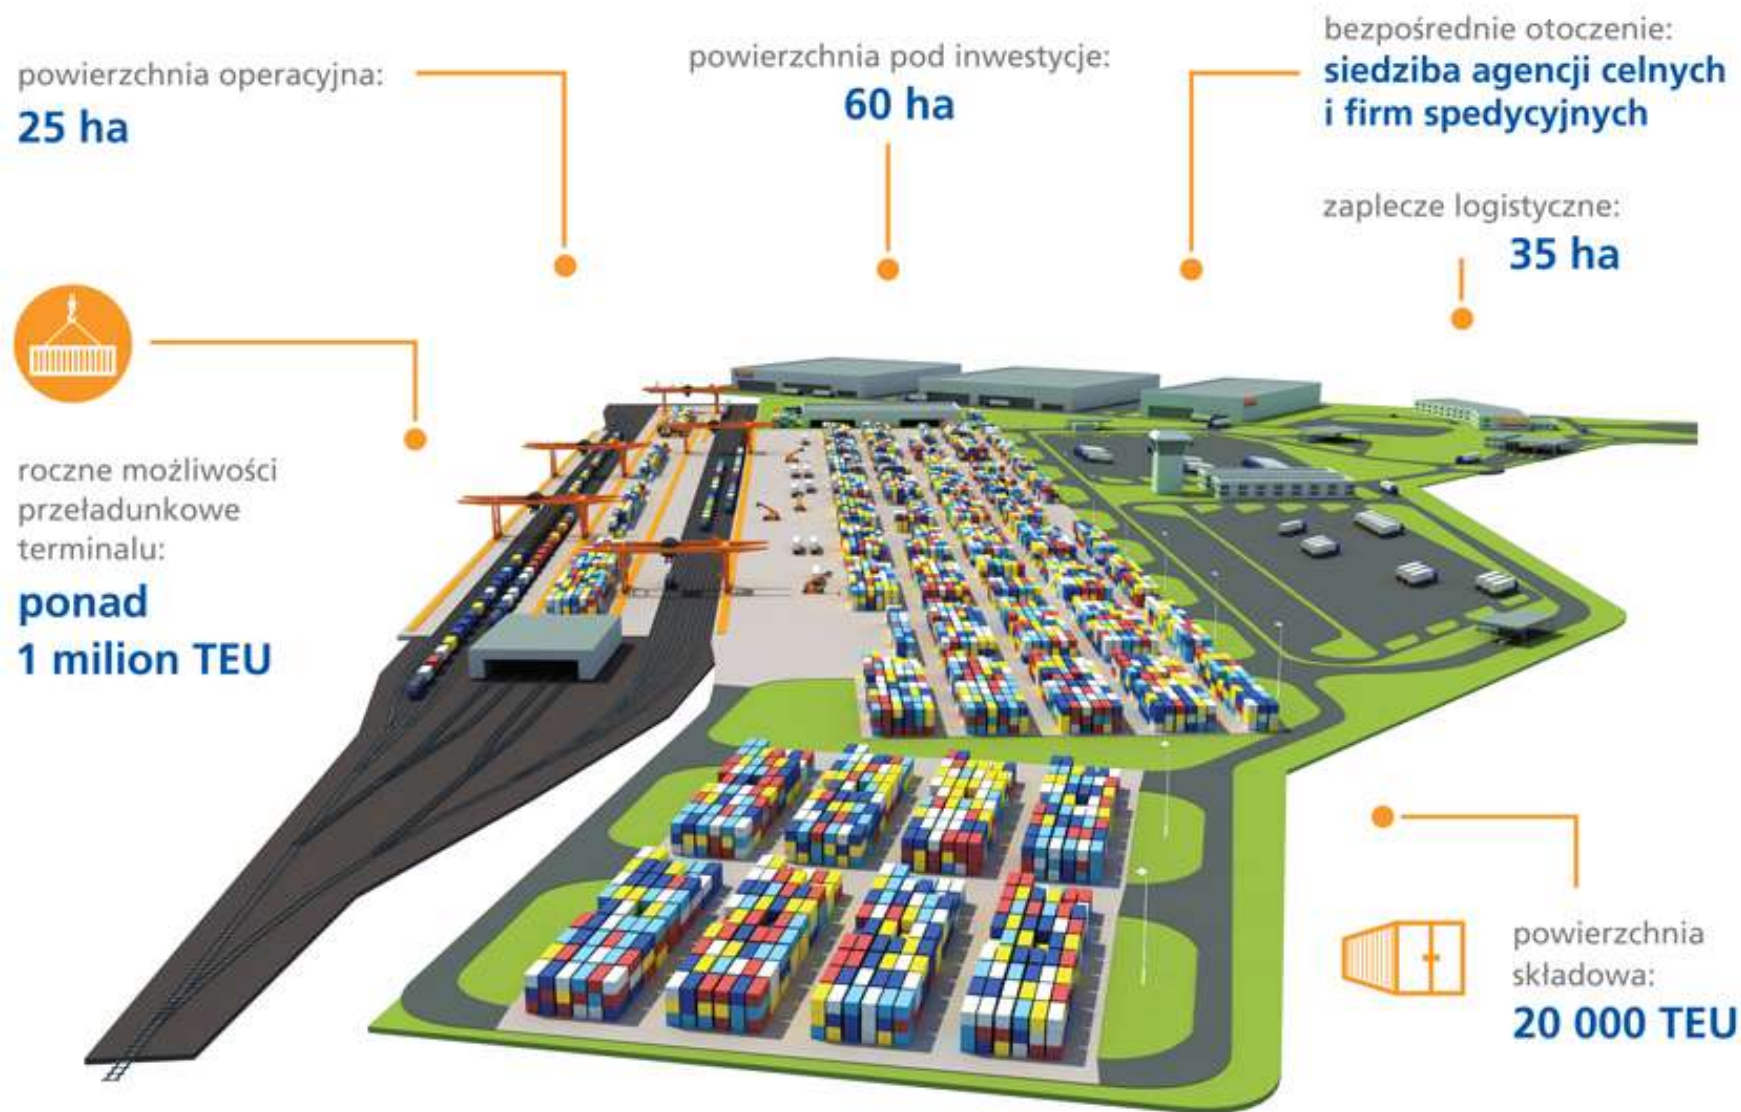 powierzchnia operacyjna:
25 ha
powierzchnia pod inwestycje:
60 ha
bezpośrednie otoczenie:
siedziba agencji celnych
i firm spedycyjnych
zaplecze logistyczne:
35 ha
roczne możliwości
przeładunkowe
terminalu:
ponad
1 milion TEU
powierzchnia
składowa:
20 000 TEU